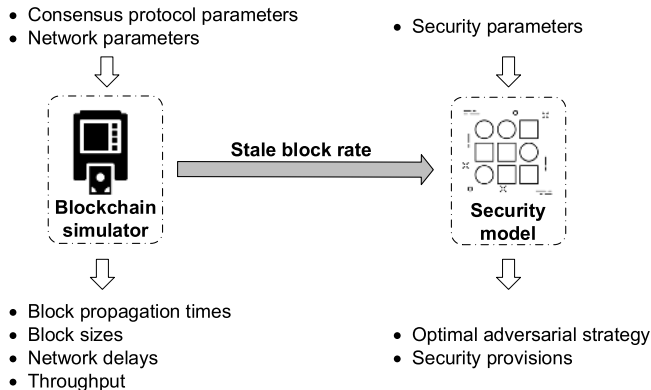 • Consensus protocol parameters
• Network parameters
• Security parameters
Stale block rate
Blockchain
simulator
Security
model
• Block propagation times
• Block sizes
• Network delays
• Throughput
• Optimal adversarial strategy
• Security provisions